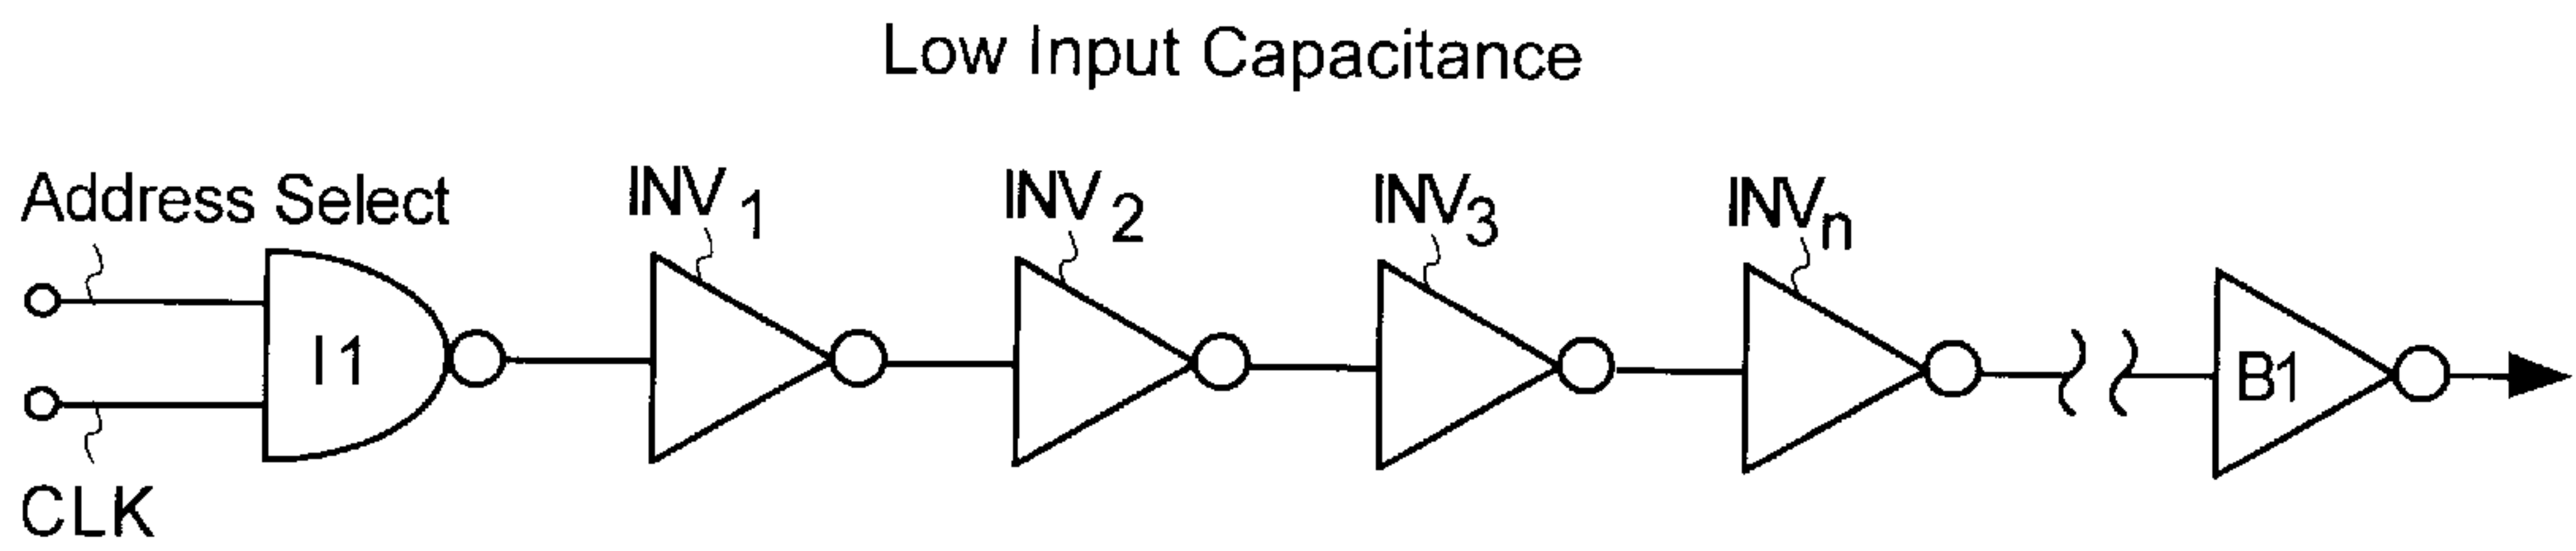 Low Input Capacitance
Address Select
INV1
INV2
INV3
INVn
I1
B1
CLK